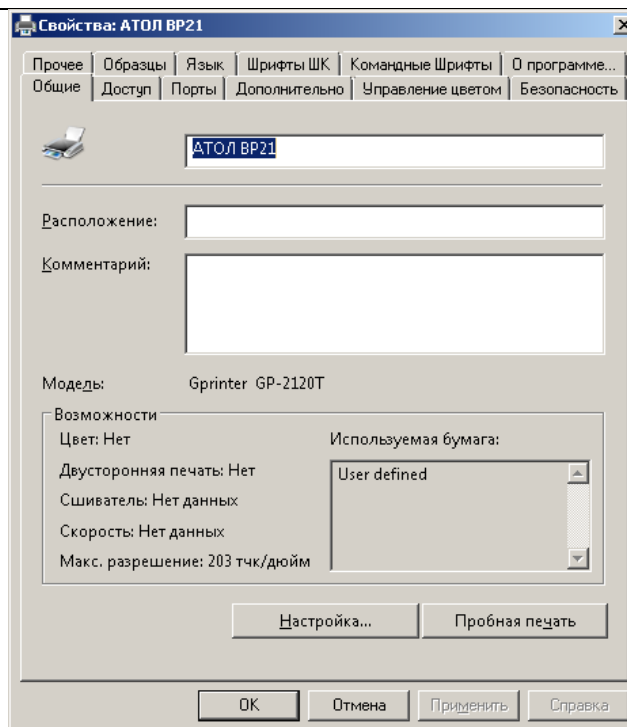 Свойства: АТОЛ BP21
Прочее Образцы Язык Шрифты ШК Командные Шрифты О программе...
Общие Доступ Порты Дополнительно Управление цветом Безопасность
АТОЛ BP21
Расположение:
Комментарий:
Модель: Gprinter GP-2120T
Возможности
Цвет: Нет Используемая бумага:
Двусторонняя печать: Нет User defined
Сшиватель: Нет данных
Скорость: Нет данных
Макс. разрешение: 203 тчк/дюйм
Настройка... Пробная печать
OK Отмена Применить Справка